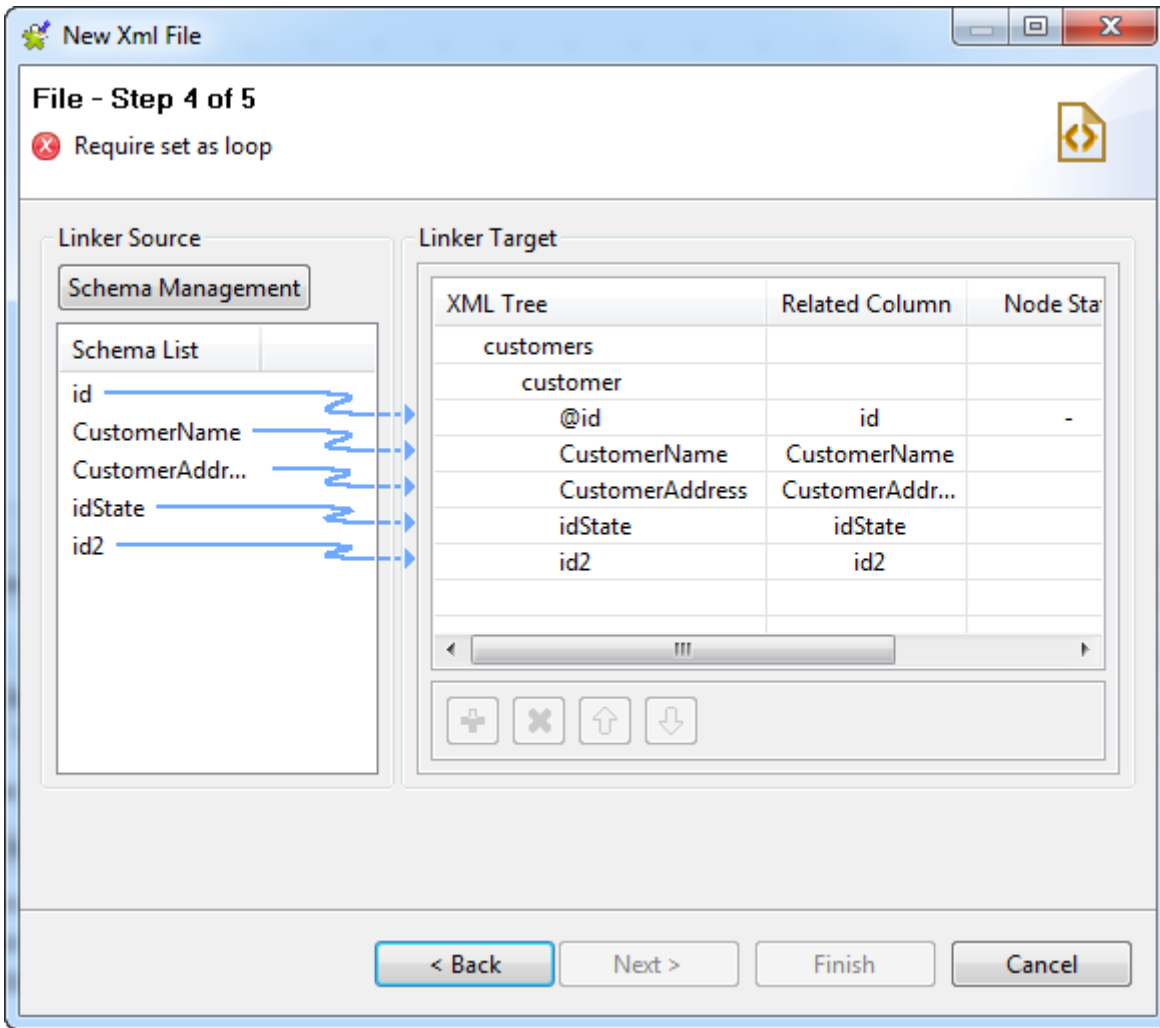 New Xml File
File - Step 4 of 5
Require set as loop
Linker Source
Schema Management
Schema List
id
CustomerName
CustomerAddr...
idState
id2
Linker Target
XML Tree Related Column Node Sta
customers
customer
@id id -
CustomerName CustomerName
CustomerAddress CustomerAddr...
idState idState
id2 id2
< Back Next > Finish Cancel